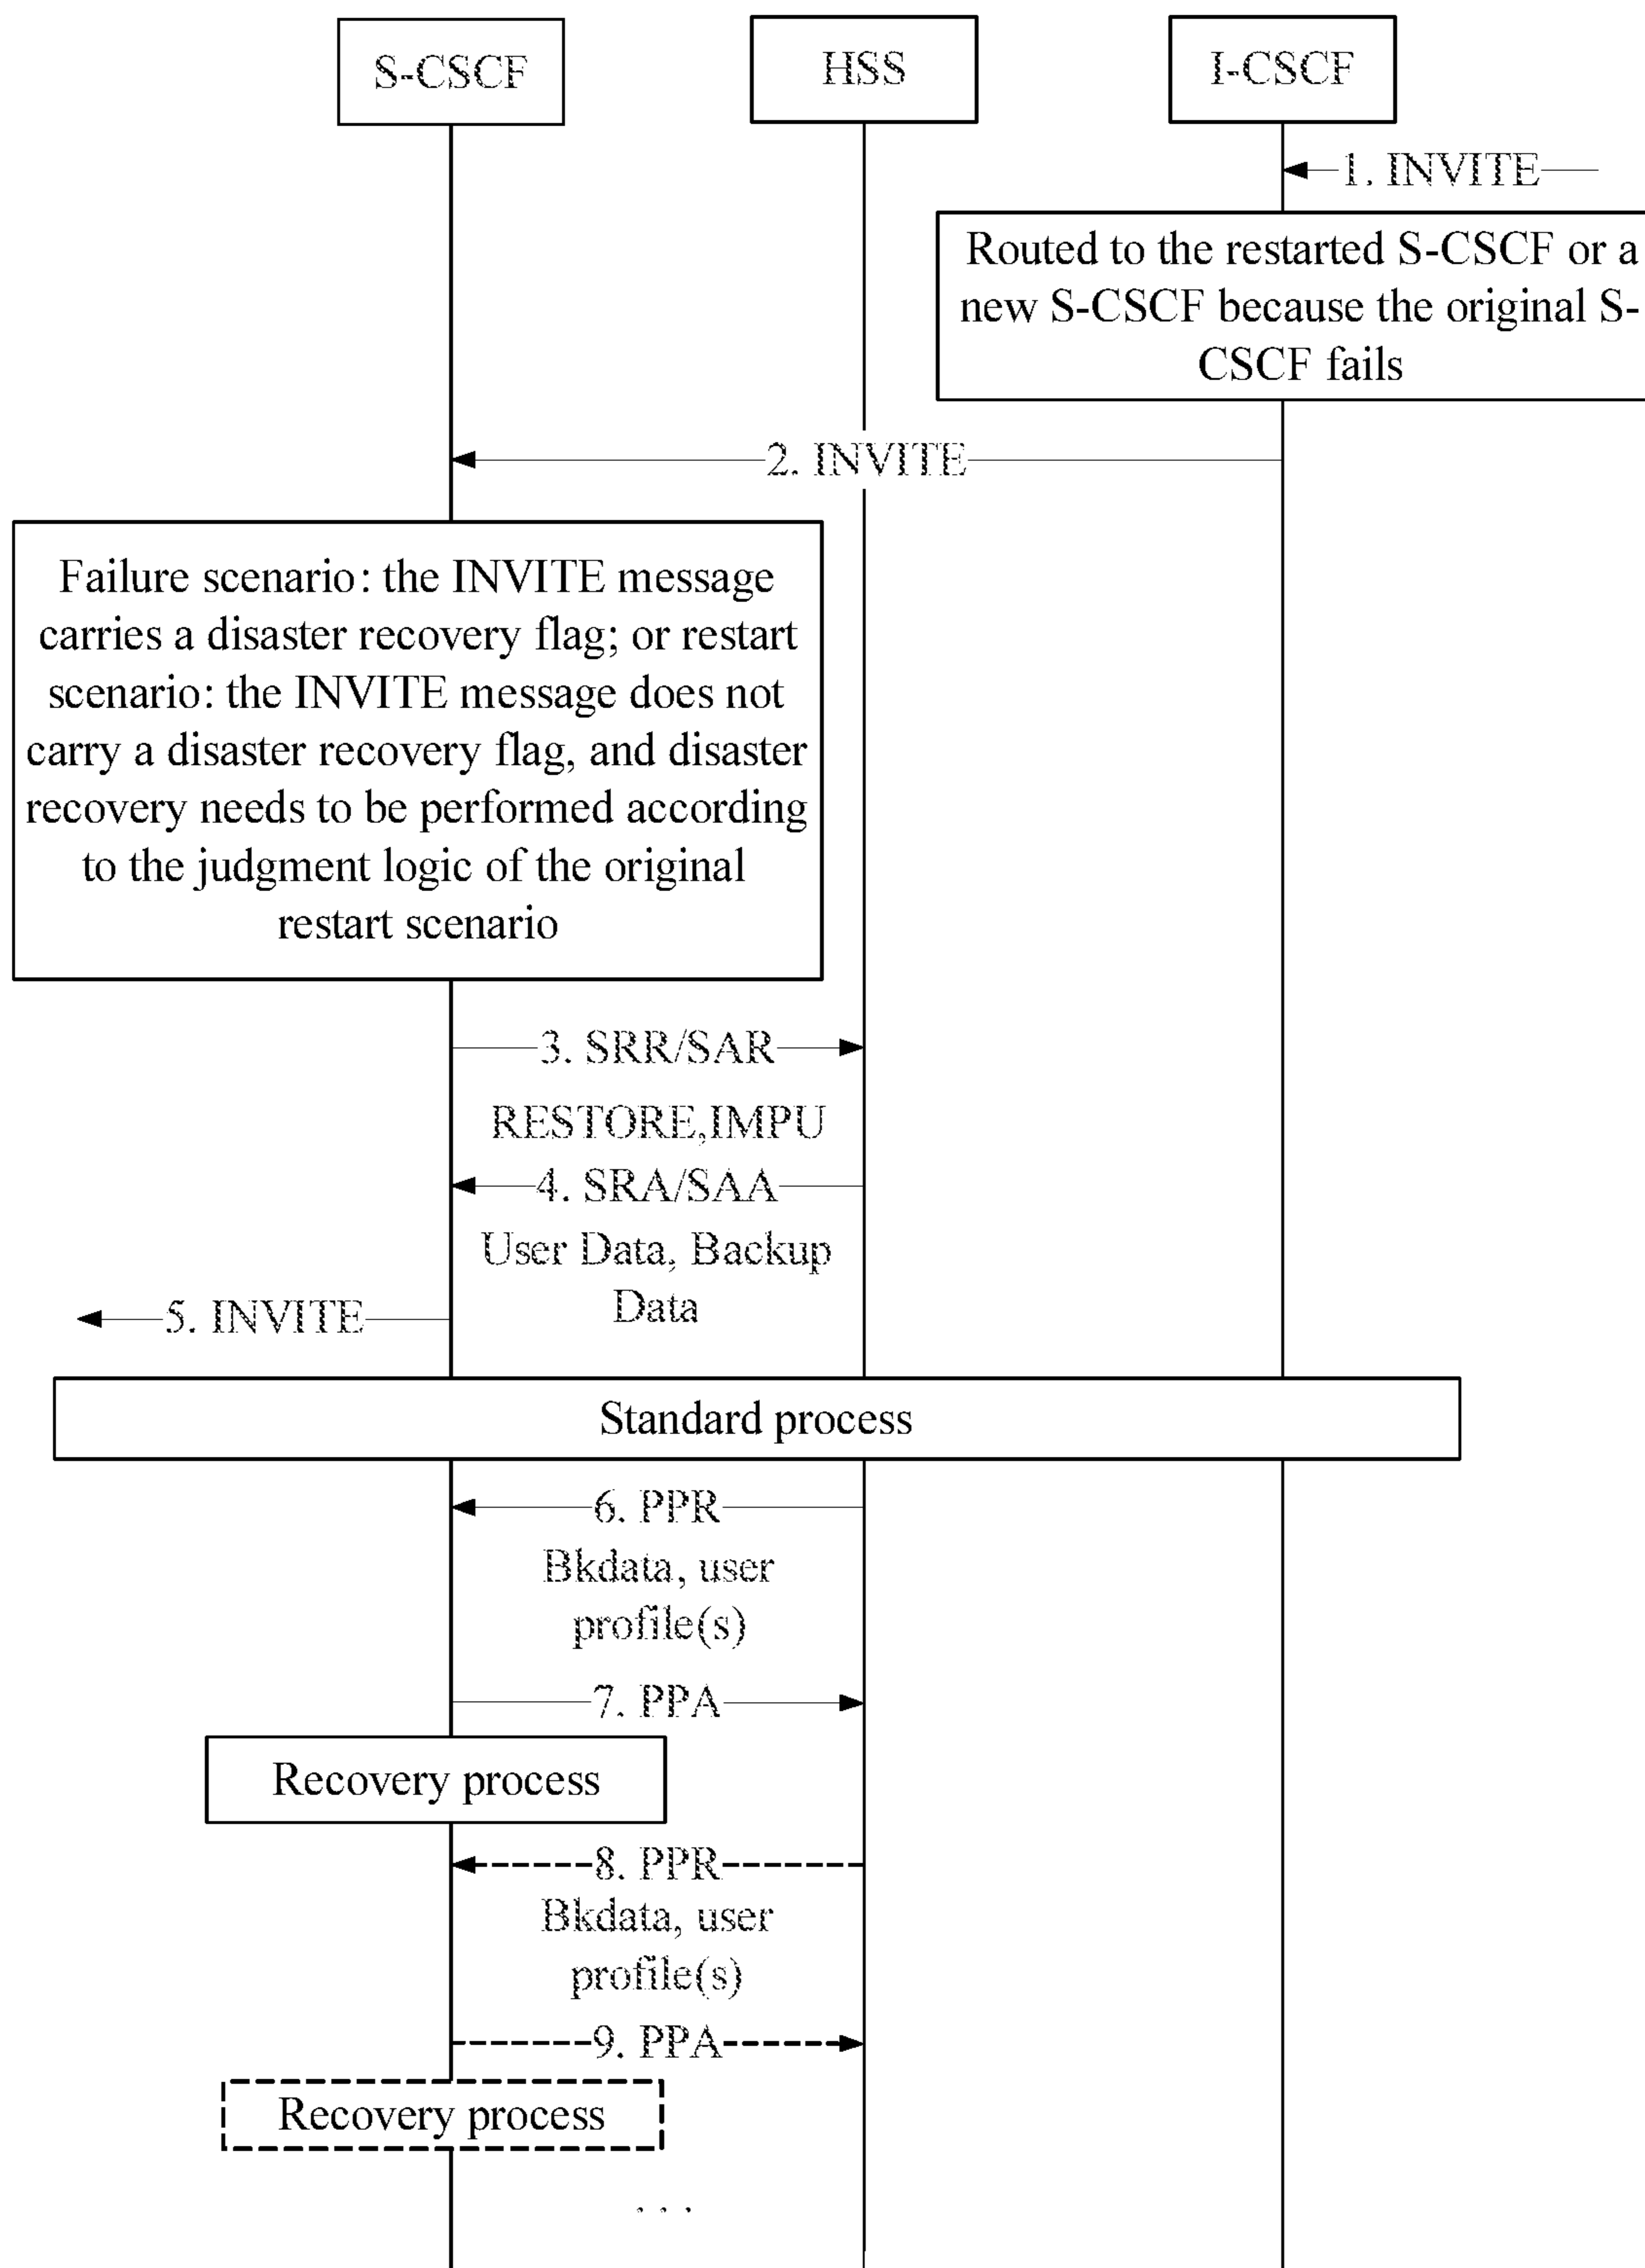 S-CSCF
HSS
I-CSCF
1. INVITE
Routed to the restarted S-CSCF or a
new S-CSCF because the original S-
CSCF fails
2. INVITE
Failure scenario: the INVITE message
carries a disaster recovery flag; or restart
scenario: the INVITE message does not
carry a disaster recovery flag, and disaster
recovery needs to be performed according
to the judgment logic of the original
restart scenario
3. SRR/SAR
RESTORE,IMPU
4. SRA/SAA
User Data, Backup
Data
5. INVITE
Standard process
6. PPR
Bkdata, user
profile(s)
7. PPA
Recovery process
8. PPR
Bkdata, user
profile(s)
9. PPA
Recovery process
. . .